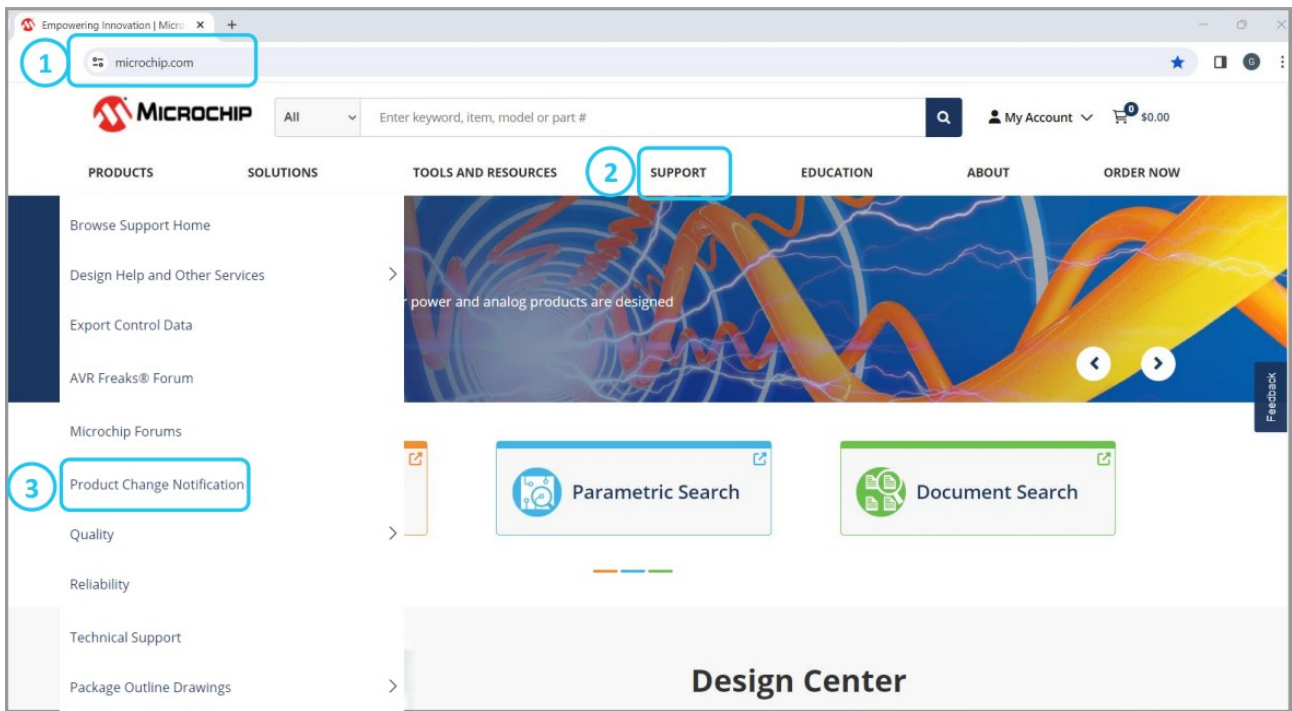 Empowering Innovation | Micro
1
microchip.com
G
MICROCHIP
All
Enter keyword, item, model or part #
My Account
0
$0.00
PRODUCTS
SOLUTIONS
TOOLS AND RESOURCES
2
SUPPORT
EDUCATION
ABOUT
ORDER NOW
Browse Support Home
Design Help and Other Services
power and analog products are designed
Export Control Data
AVR Freaks® Forum
Feedback
Microchip Forums
3
Product Change Notification
Parametric Search
Document Search
Quality
Reliability
Technical Support
Package Outline Drawings
Design Center